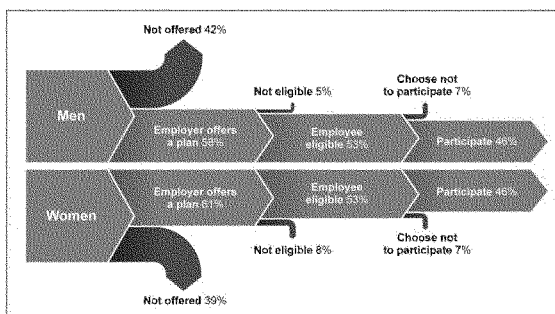 Not offered 42%
Not eligible 5%
Choose not
to participate 7%
Men
Employer offers
a plan 58%
Employee
eligible 53%
Participate 46%
Women
Employer offers
a plan 61%
Employee
eligible 53%
Participate 46%
Not eligible 8%
Choose not
to participate 7%
Not offered 39%